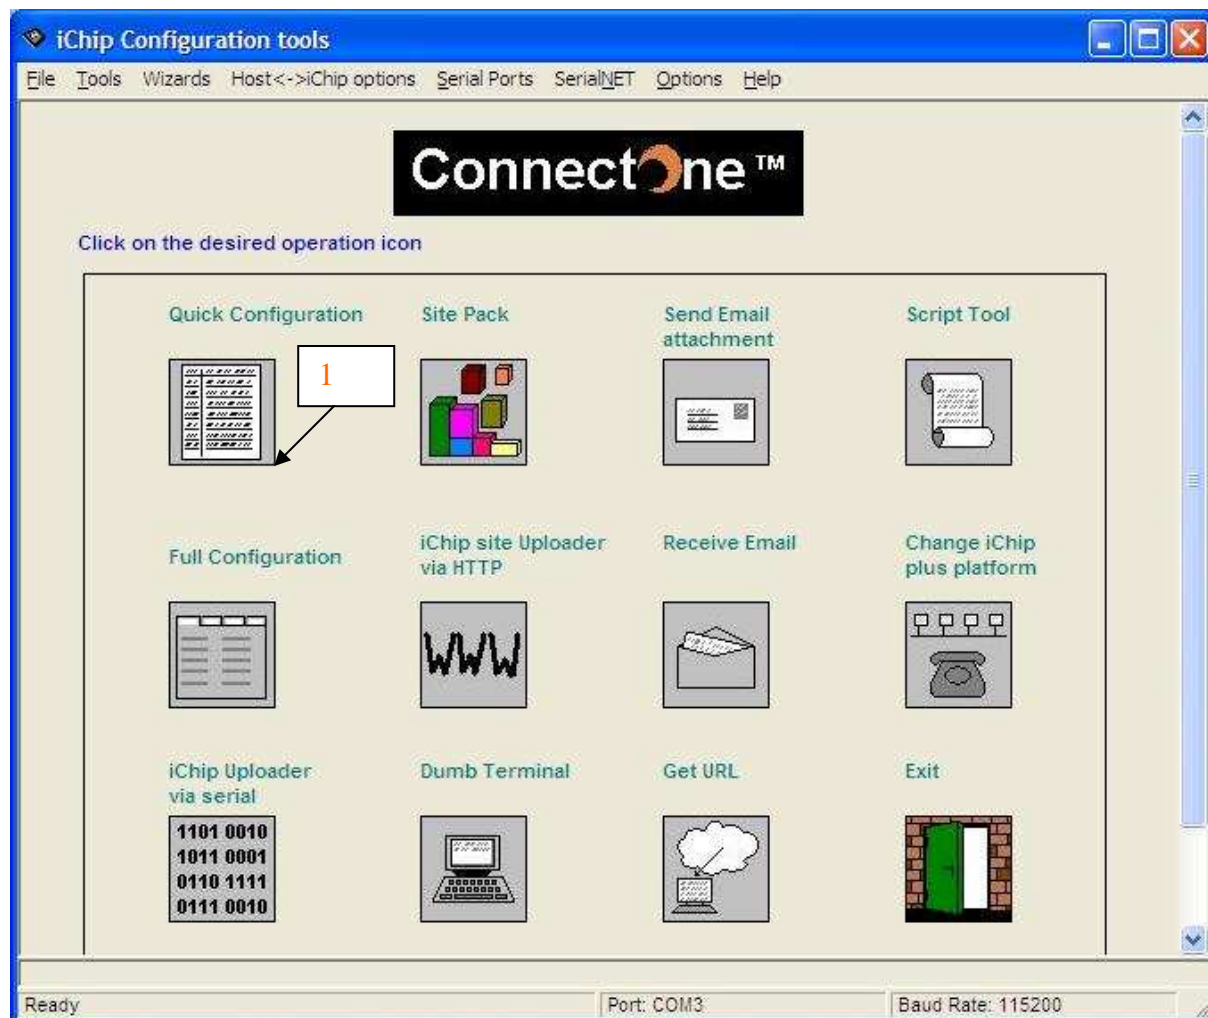 iChip Configuration tools
File Tools Wizards Host<->iChip options Serial Ports SerialNET Options Help
ConnectOne™
Click on the desired operation icon
Quick Configuration
Site Pack
Send Email
attachment
Script Tool
1
Full Configuration
iChip site Uploader
via HTTP
Receive Email
Change iChip
plus platform
WWW
iChip Uploader
via serial
Dumb Terminal
Get URL
Exit
1101 0010
1011 0001
0110 1111
0111 0010
Ready
Port: COM3
Baud Rate: 115200